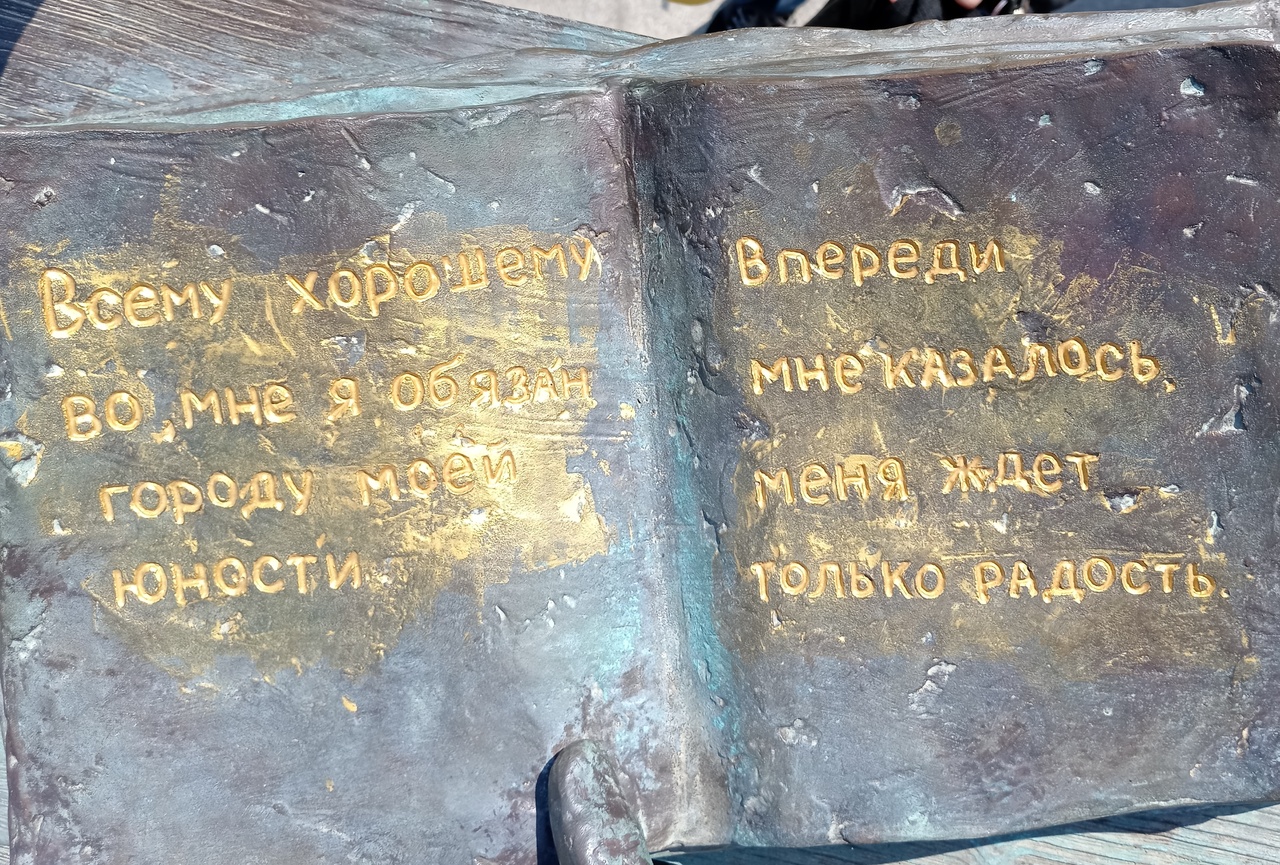 Всему хорошему
во мне я обязан
городу моей
юности
Впереди
мне казалось,
меня ждет
только радость.